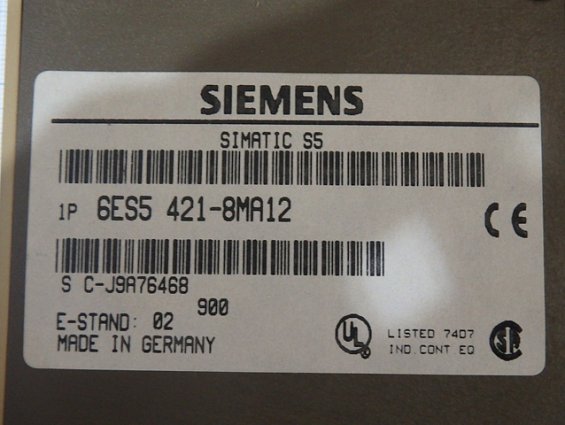 SIEMENS
SIMATIC S5
1P 6ES5 421-8MA12
CE
S C-J9A76468
900
E-STAND: 02
MADE IN GERMANY
UL
LISTED 74D7
IND.CONT EQ